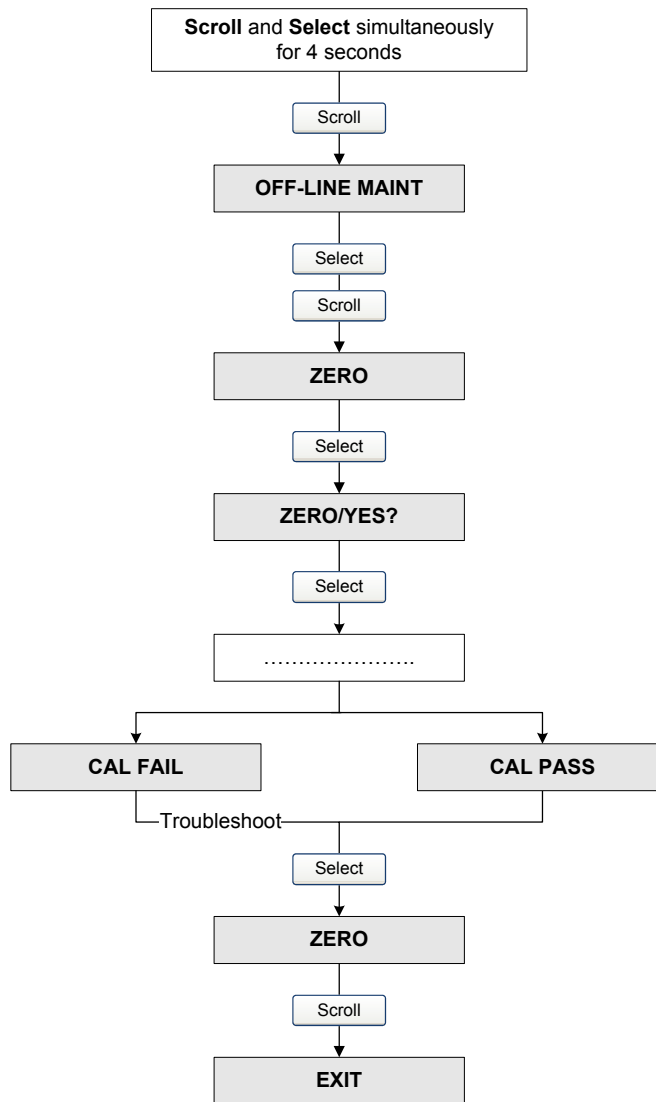 Scroll and Select simultaneously
for 4 seconds
Scroll
OFF-LINE MAINT
Select
Scroll
ZERO
Select
ZERO/YES?
Select
…………………
CAL FAIL
CAL PASS
Troubleshoot
Select
ZERO
Scroll
EXIT